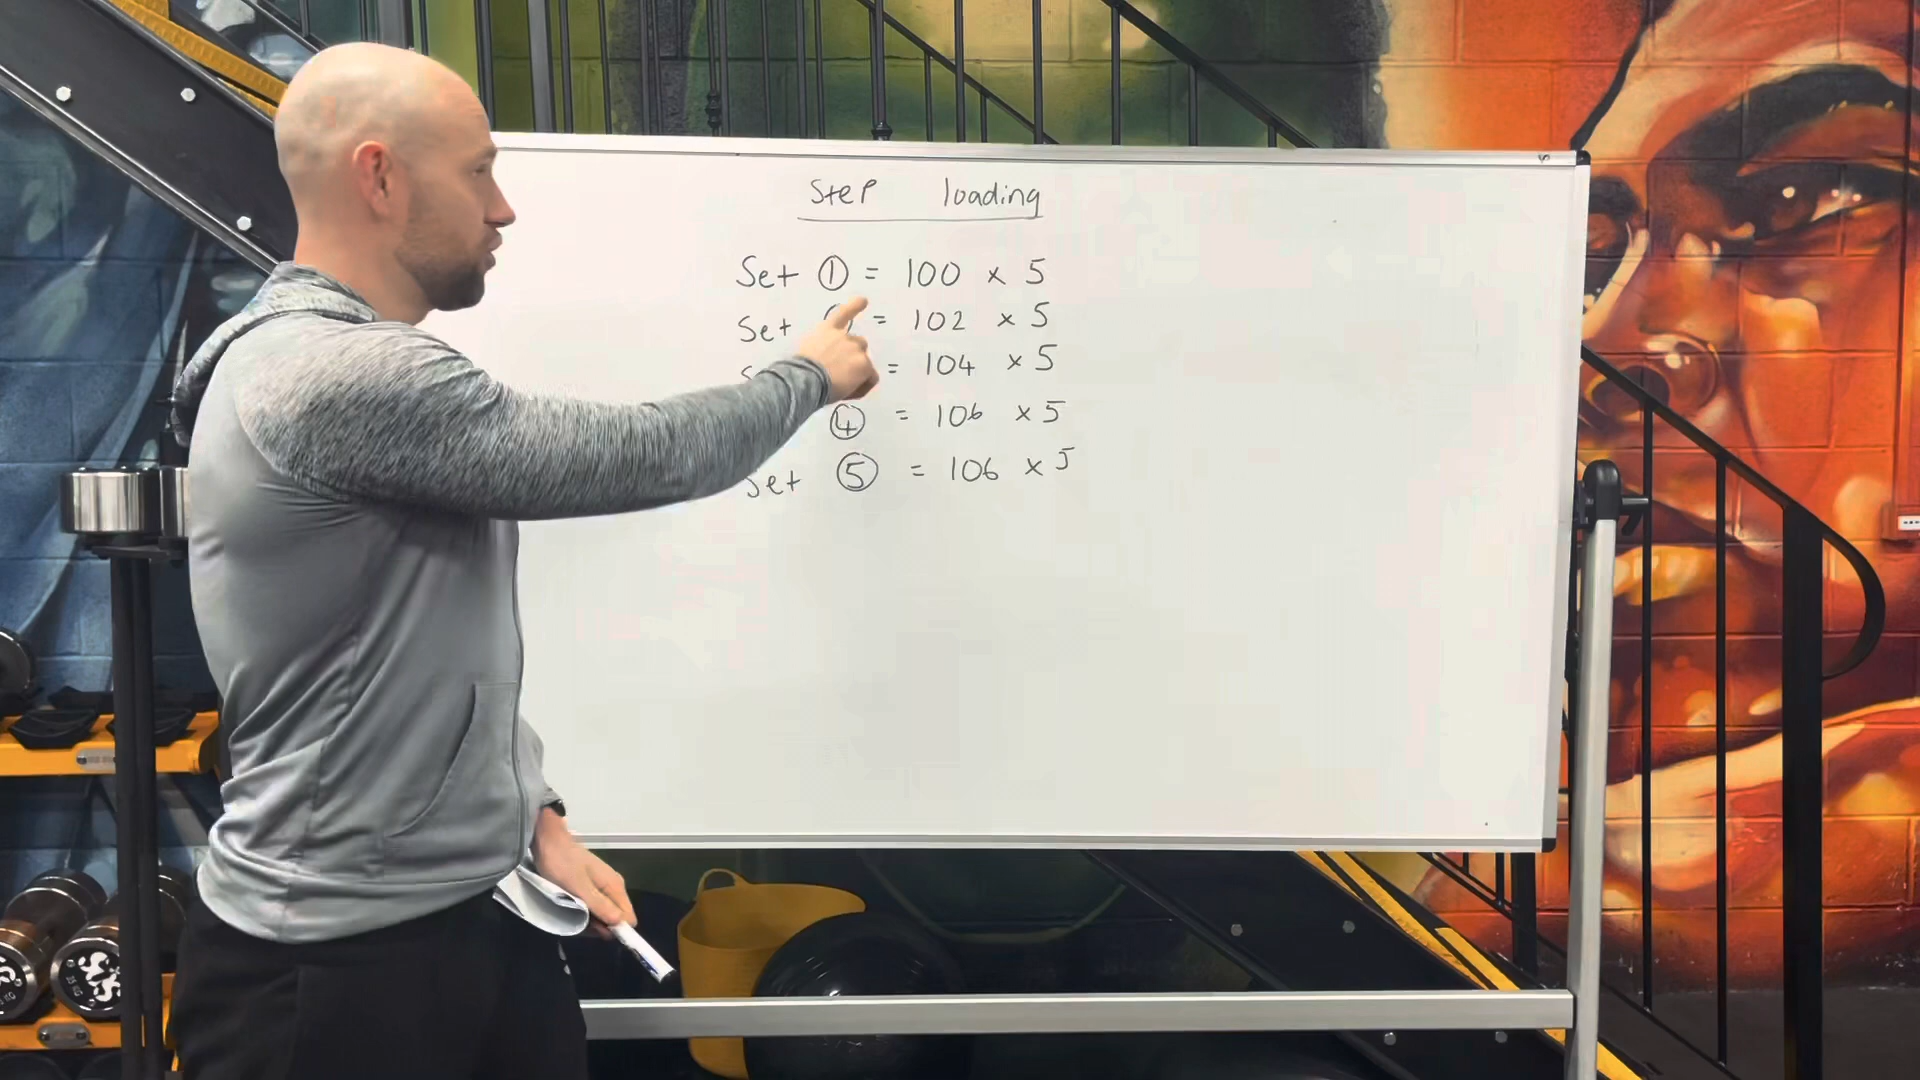 Step loading
Set ① = 100 x 5
Set = 102 x 5
= 104 x 5
④ = 106 x 5
Set ⑤ = 106 x 5